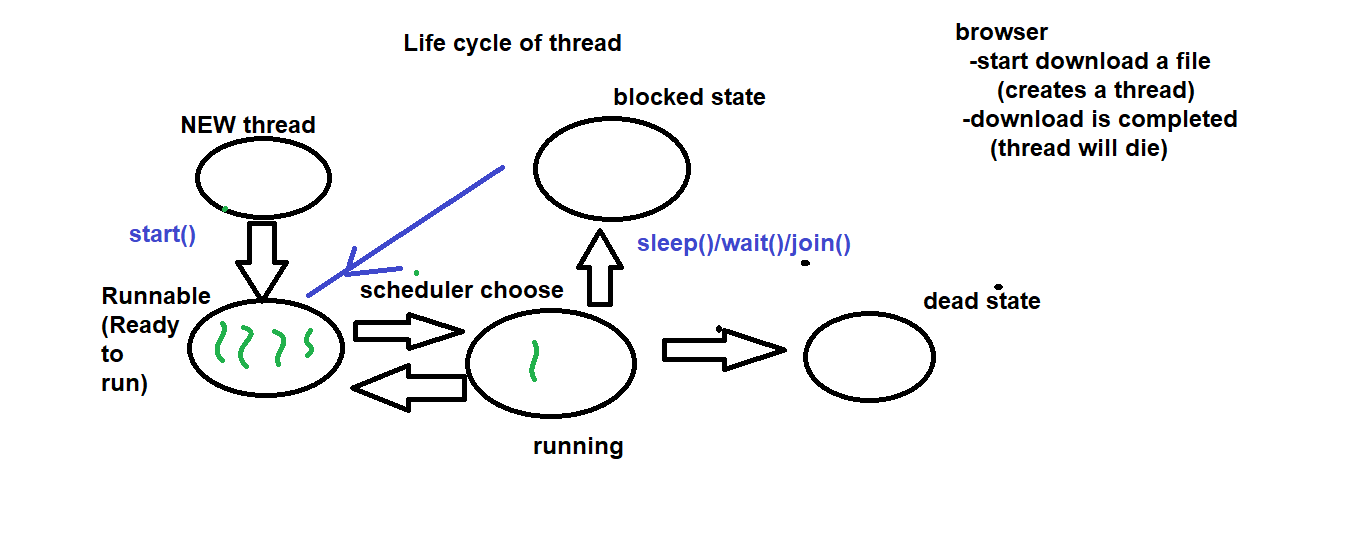 Life cycle of thread
browser
-start download a file
(creates a thread)
-download is completed
(thread will die)
blocked state
NEW thread
start()
sleep()/wait()/join()
Runnable
(Ready
to
run)
scheduler choose
dead state
running